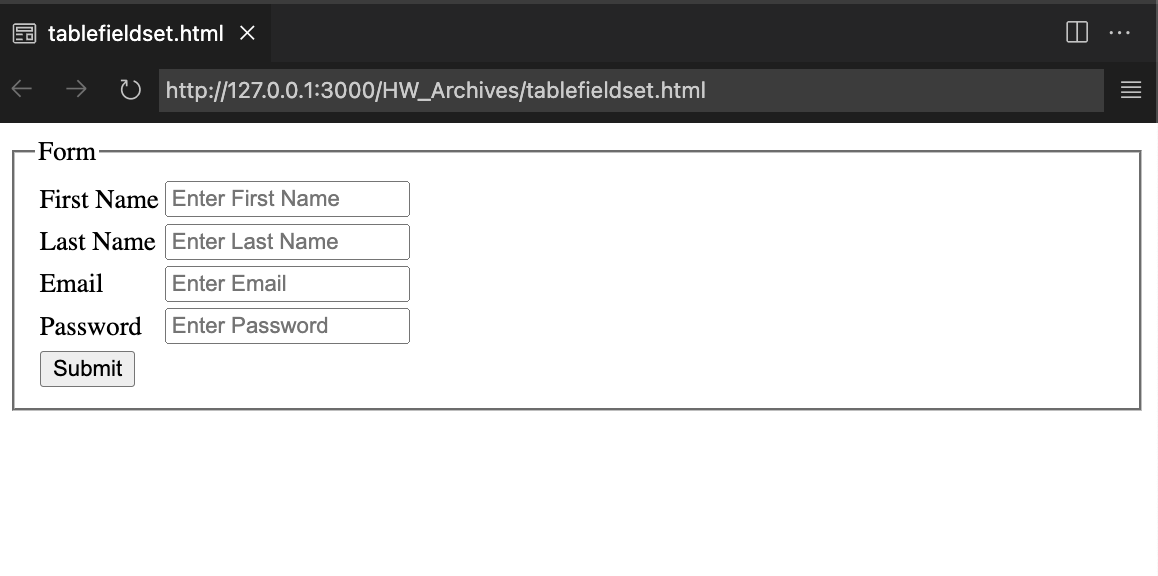 tablefieldset.html
http://127.0.0.1:3000/HW_Archives/tablefieldset.html
Form
First Name Enter First Name
Last Name Enter Last Name
Email Enter Email
Password Enter Password
Submit